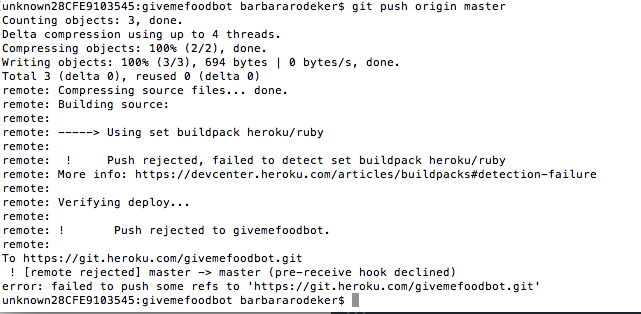 unknown28CFE9103545:givemefoodbot barbararodeker$ git push origin master
Counting objects: 3, done.
Delta compression using up to 4 threads.
Compressing objects: 100% (2/2), done.
Writing objects: 100% (3/3), 694 bytes | 0 bytes/s, done.
Total 3 (delta 0), reused 0 (delta 0)
remote: Compressing source files... done.
remote: Building source:
remote:
remote: -----> Using set buildpack heroku/ruby
remote:
remote:  !     Push rejected, failed to detect set buildpack heroku/ruby
remote: More info: https://devcenter.heroku.com/articles/buildpacks#detection-failure
remote:
remote: Verifying deploy...
remote:
remote: !       Push rejected to givemefoodbot.
remote:
To https://git.heroku.com/givemefoodbot.git
 ! [remote rejected] master -> master (pre-receive hook declined)
error: failed to push some refs to 'https://git.heroku.com/givemefoodbot.git'
unknown28CFE9103545:givemefoodbot barbararodeker$